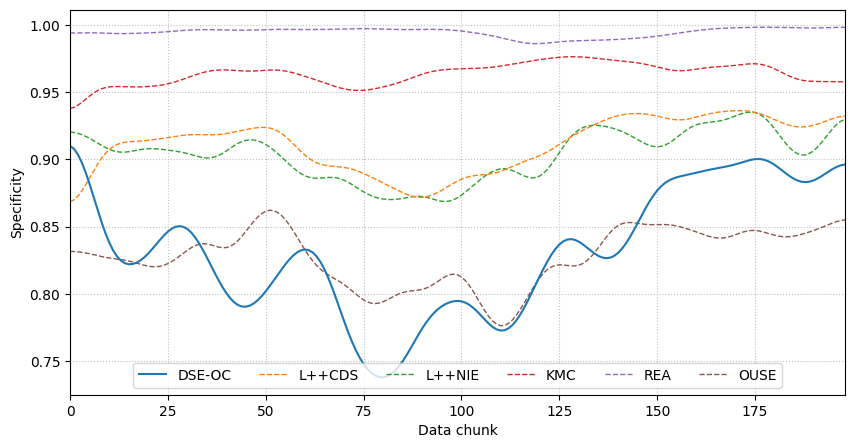 1.00
0.95
0.90
0.85
0.80
0.75
Specificity
DSE-OC L++CDS L++NIE KMC REA OUSE
0 25 50 75 100 125 150 175
Data chunk